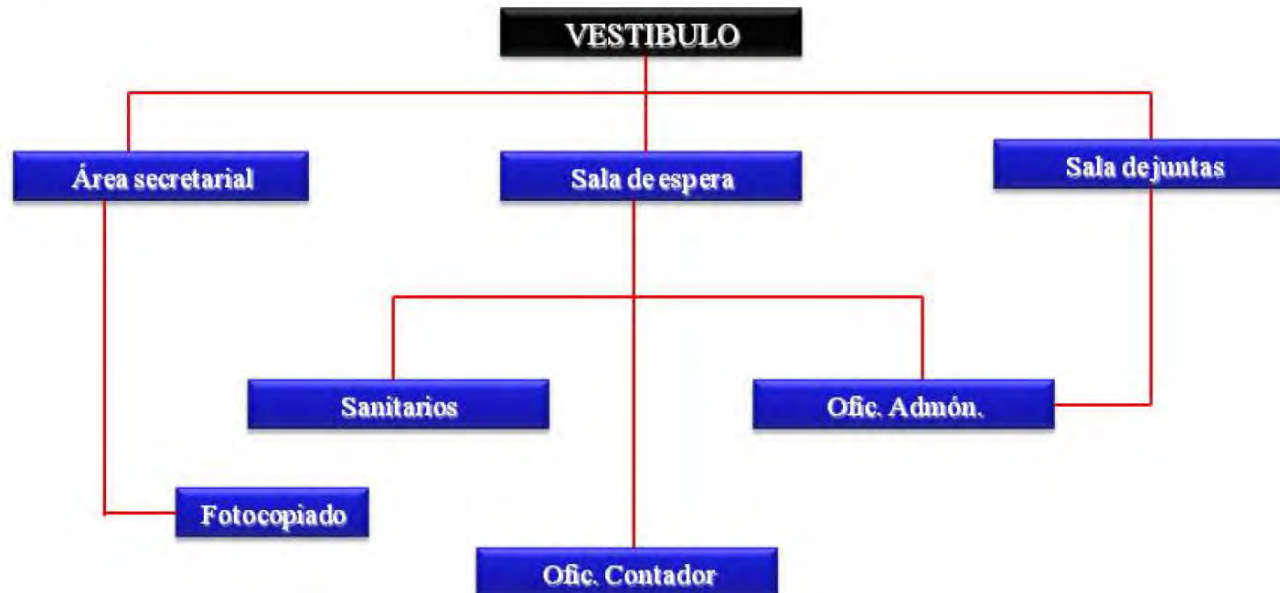 VESTIBULO
Área secretarial
Sala de espera
Sala de juntas
Sanitarios
Ofic. Admón.
Fotocopiado
Ofic. Contador